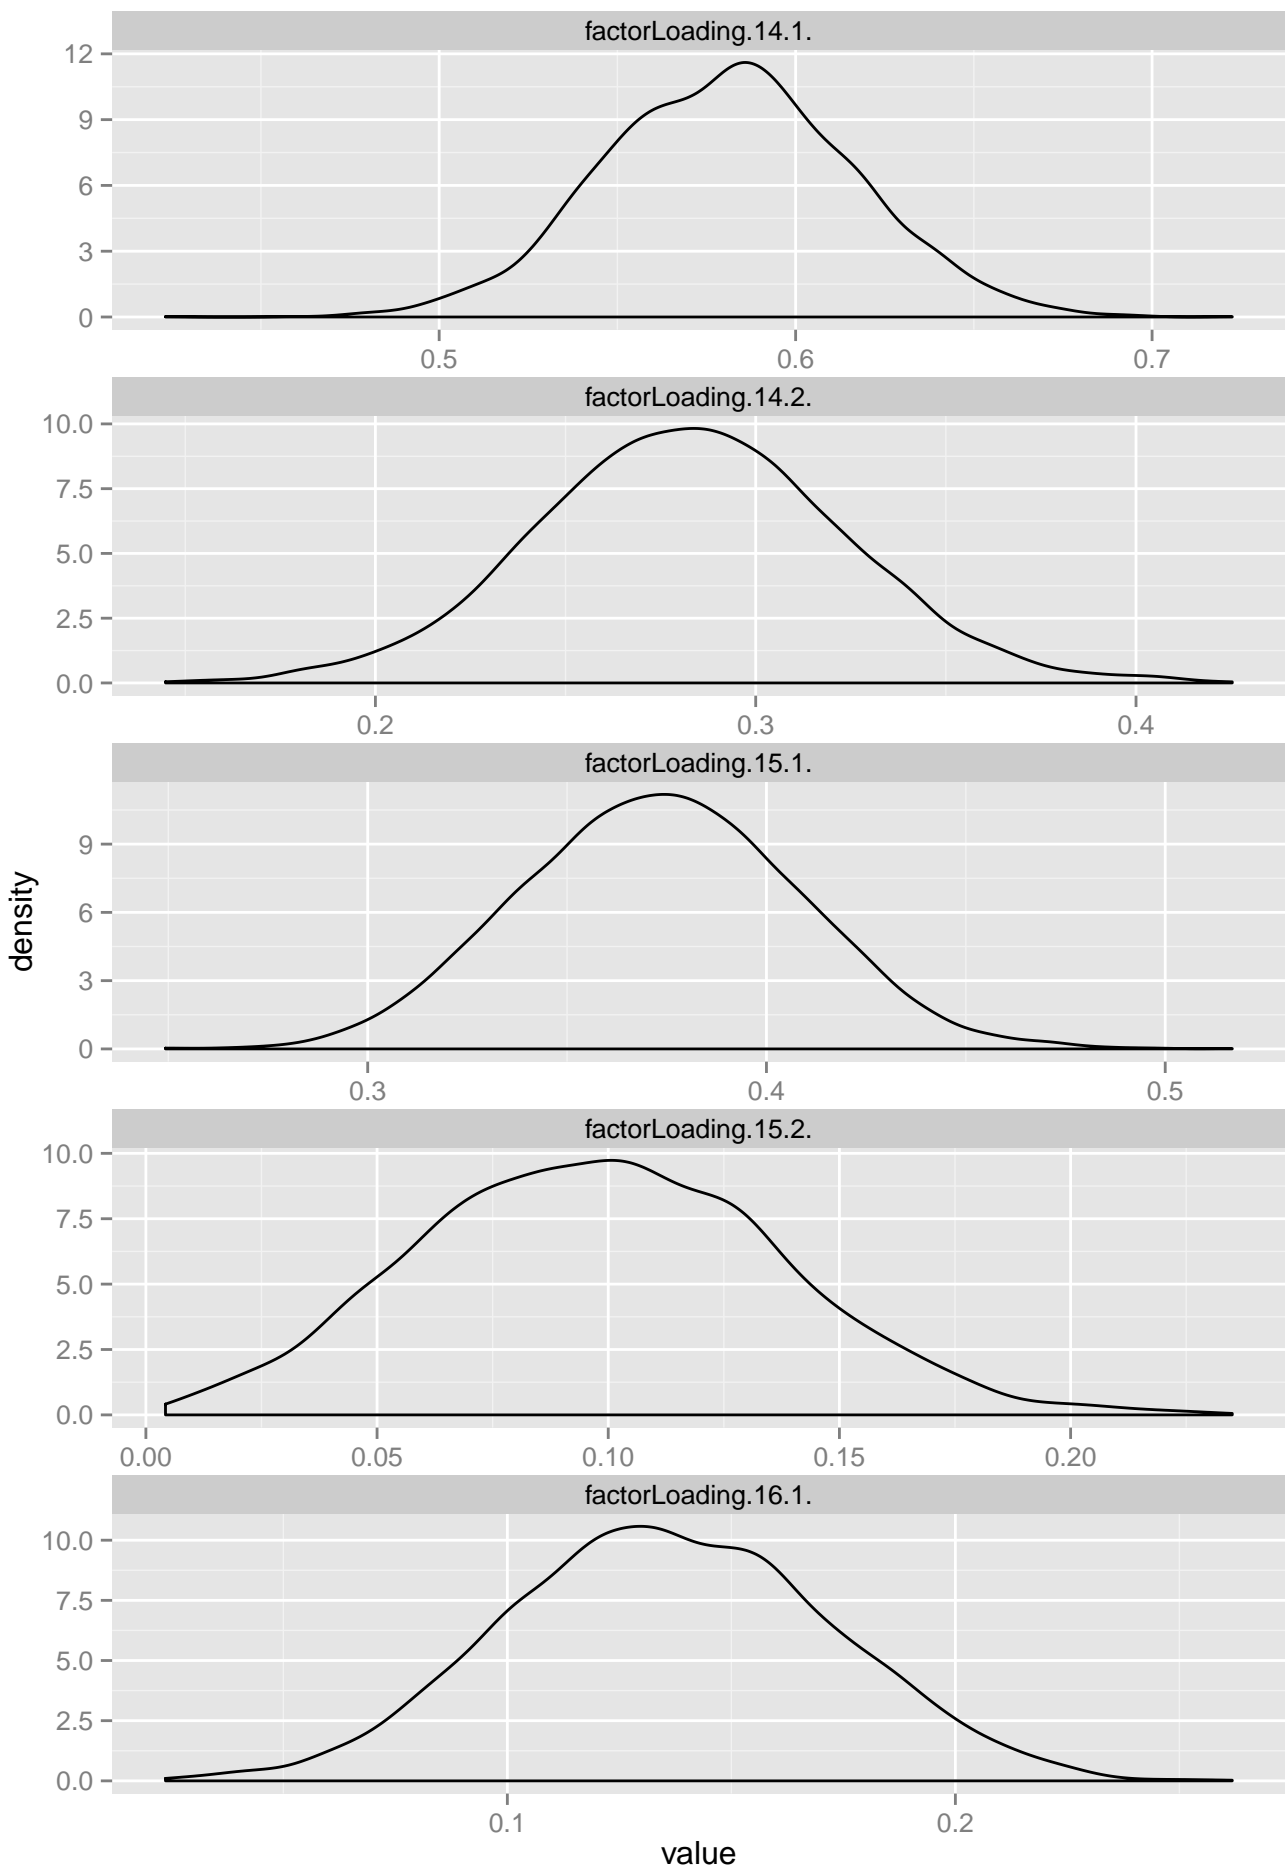 factorLoading.14.1.
12
9
6
3
0
0.5 0.6 0.7
factorLoading.14.2.
10.0
7.5
5.0
2.5
0.0
0.2 0.3 0.4
factorLoading.15.1.
9
6
3
0
0.3 0.4 0.5
density
factorLoading.15.2.
10.0
7.5
5.0
2.5
0.0
0.00 0.05 0.10 0.15 0.20
factorLoading.16.1.
10.0
7.5
5.0
2.5
0.0
0.1 0.2
value